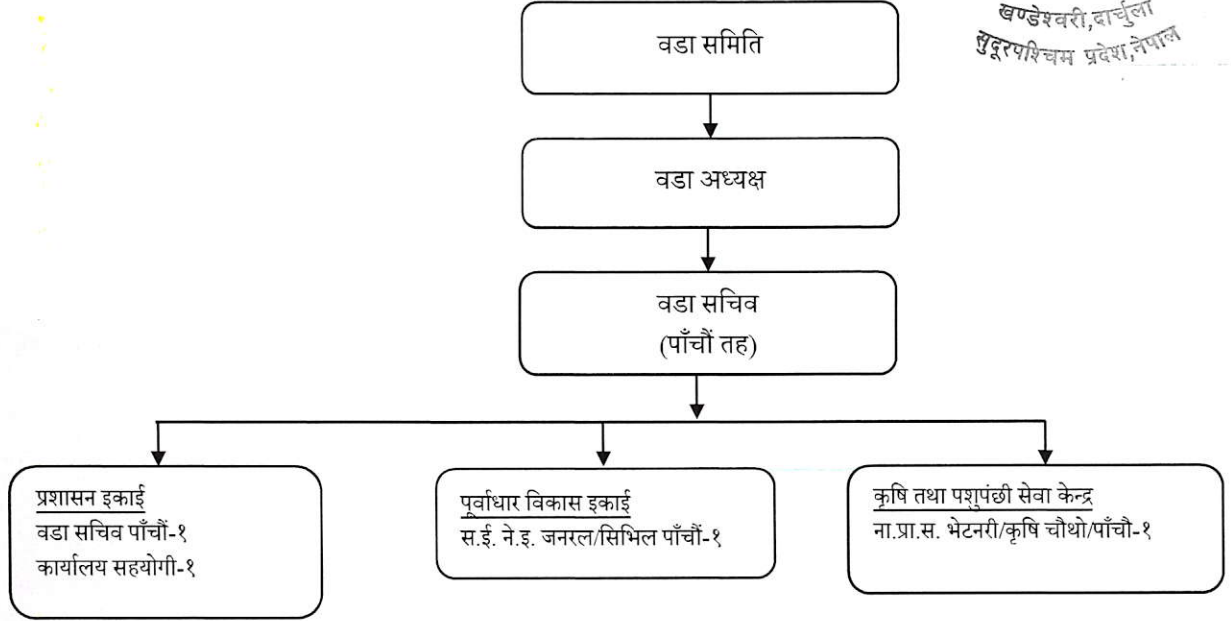 खण्डेश्वरी,दार्चुला
सुदूरपश्चिम प्रदेश,नेपाल
वडा समिति
वडा अध्यक्ष
वडा सचिव
(पाँचौं तह)
प्रशासन इकाई
वडा सचिव पाँचौं-१
कार्यालय सहयोगी-१
पूर्वाधार विकास इकाई
स.ई. ने.इ. जनरल/सिभिल पाँचौं-१
कृषि तथा पशुपंछी सेवा केन्द्र
ना.प्रा.स. भेटनरी/कृषि चौथो/पाँचौ-१